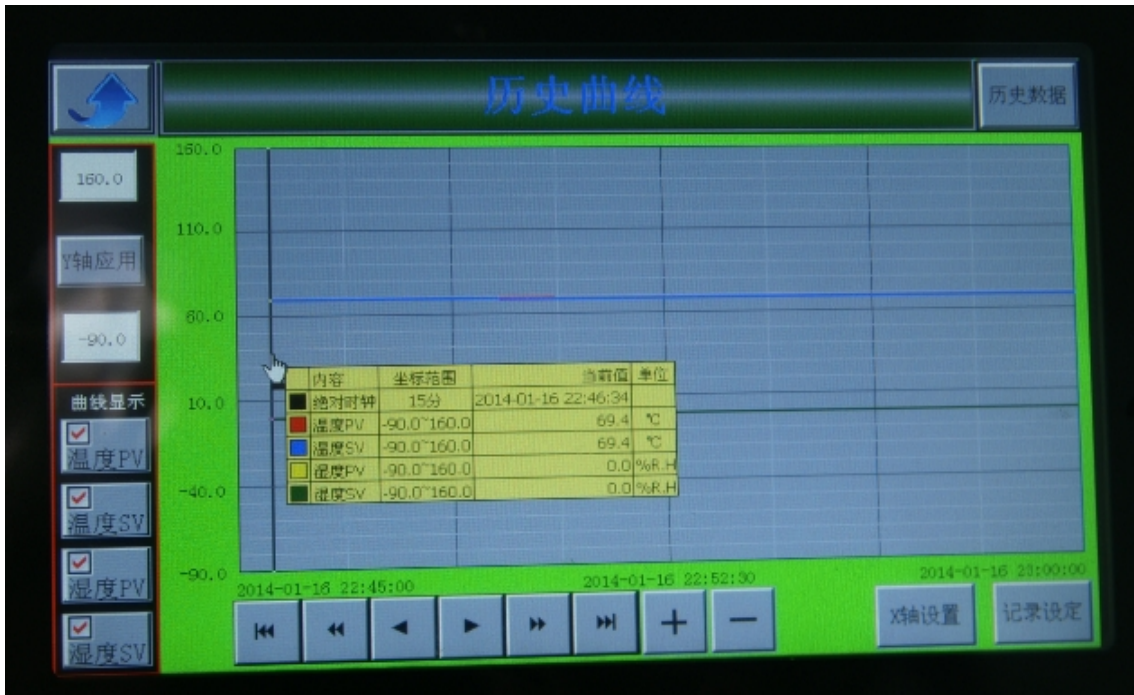 历史曲线
历史数据
160.0
Y轴应用
-90.0
曲线显示
温度PV
温度SV
湿度PV
湿度SV
160.0
110.0
60.0
10.0
-40.0
-90.0
内容 坐标范围 当前值 单位
绝对时钟 15分 2014-01-16 22:46:34
温度PV -90.0~160.0 69.4 ℃
温度SV -90.0~160.0 69.4 ℃
湿度PV -90.0~160.0 0.0 %R.H
湿度SV -90.0~160.0 0.0 %R.H
2014-01-16 22:45:00 2014-01-16 22:52:30 2014-01-16 23:00:00
X轴设置
记录设定